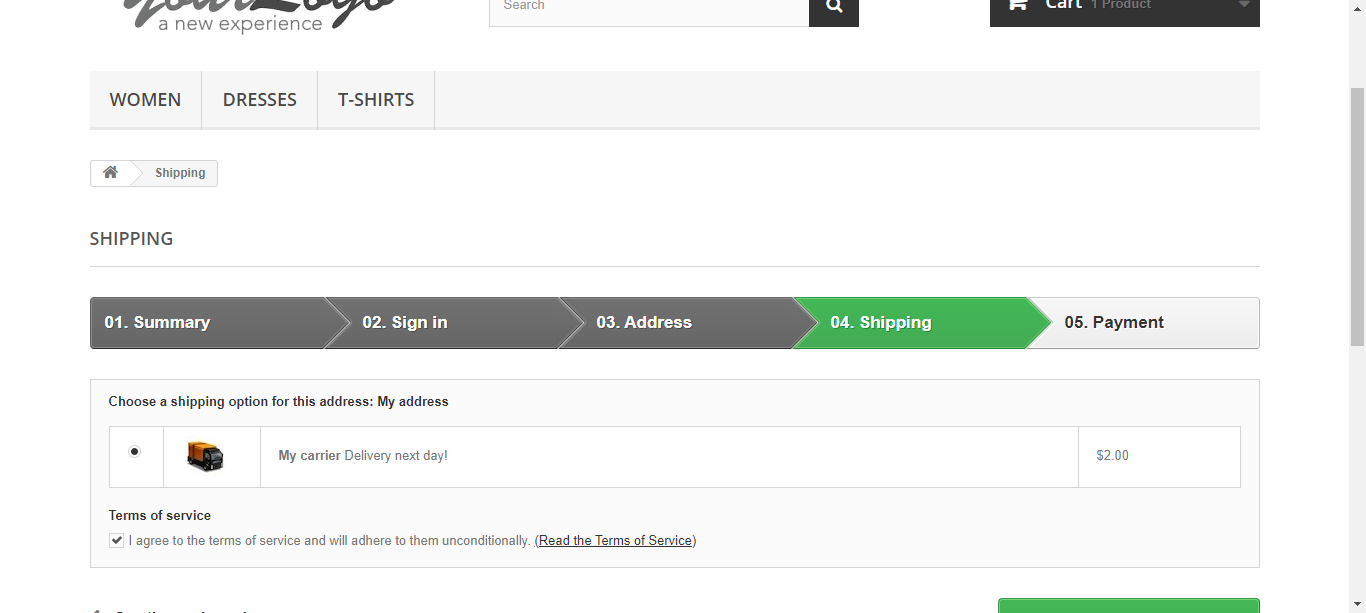 yourLogo
a new experience
Search
Cart 1 Product
WOMEN
DRESSES
T-SHIRTS
Shipping
SHIPPING
01. Summary
02. Sign in
03. Address
04. Shipping
05. Payment
Choose a shipping option for this address: My address
My carrier Delivery next day!
$2.00
Terms of service
I agree to the terms of service and will adhere to them unconditionally. (Read the Terms of Service)